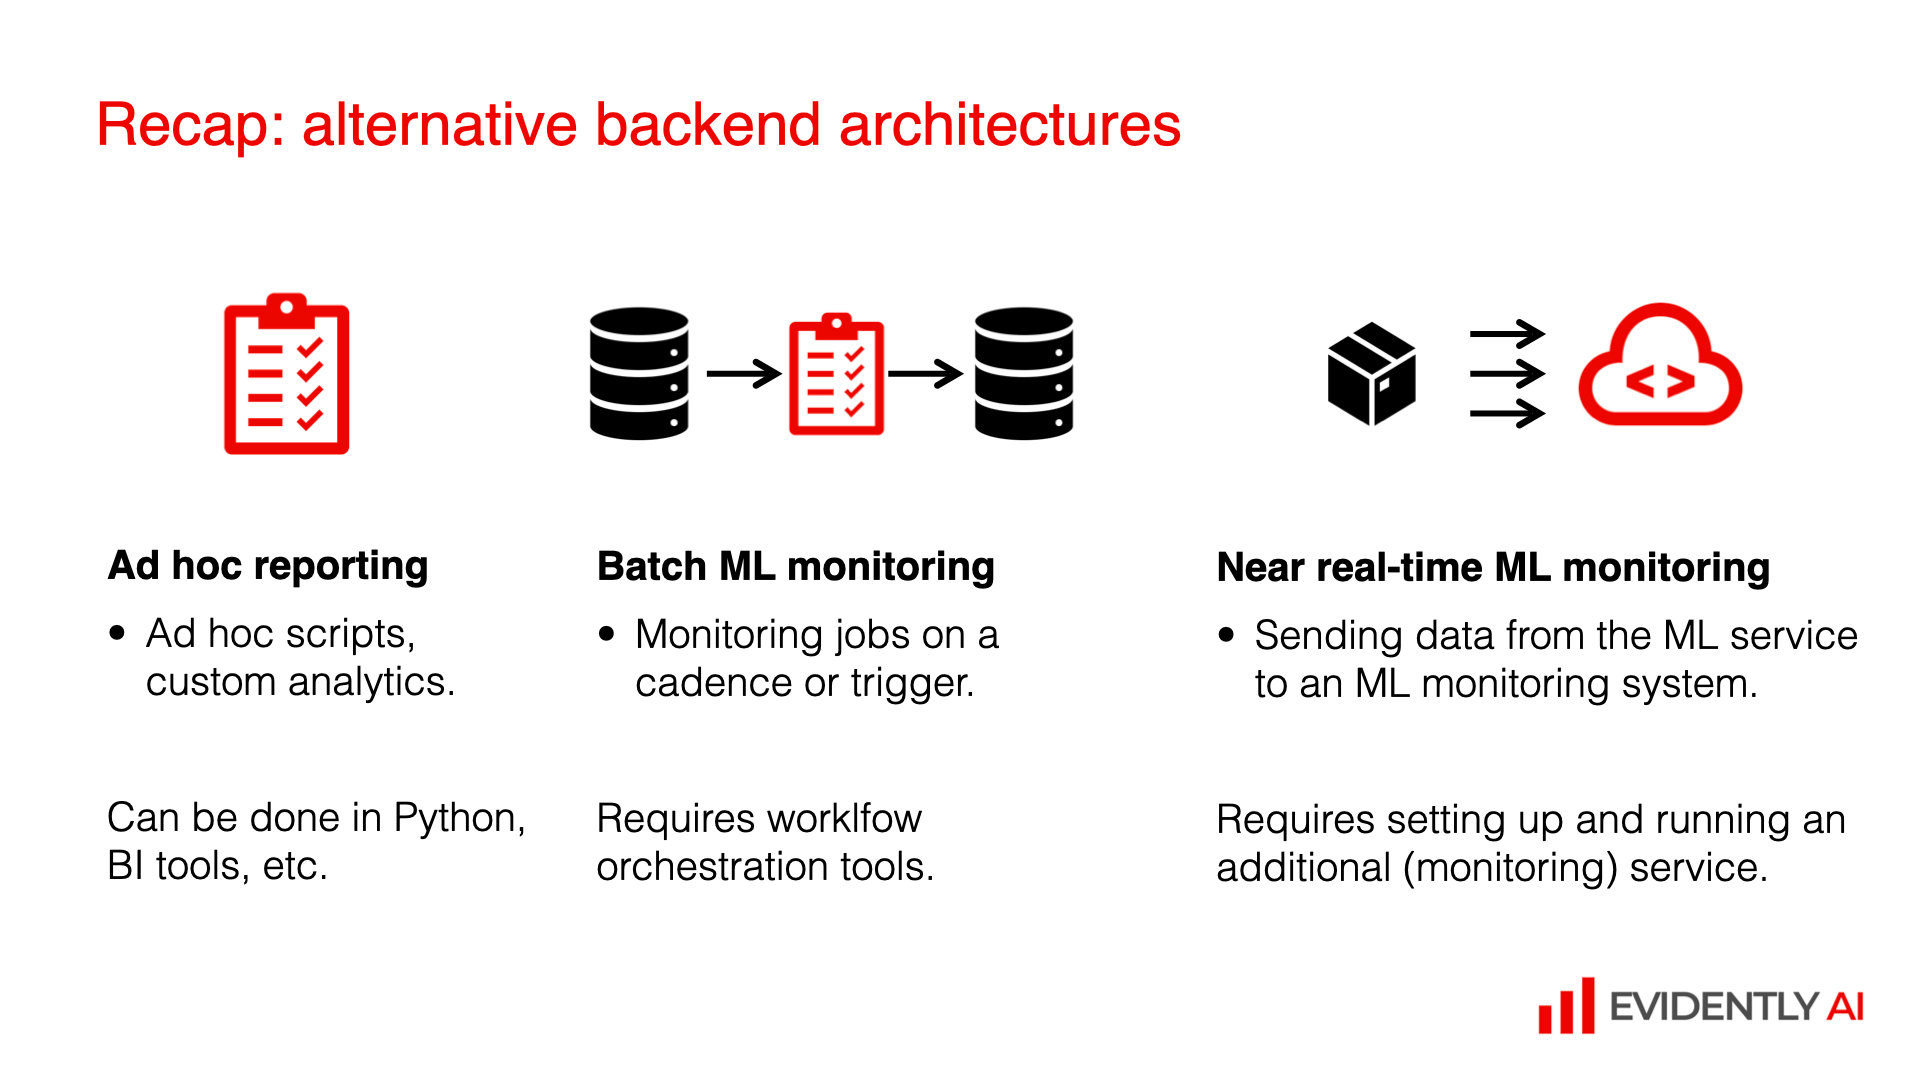 Recap: alternative backend architectures
Ad hoc reporting
• Ad hoc scripts,
custom analytics.
Can be done in Python,
BI tools, etc.
Batch ML monitoring
• Monitoring jobs on a
cadence or trigger.
Requires worklfow
orchestration tools.
Near real-time ML monitoring
• Sending data from the ML service
to an ML monitoring system.
Requires setting up and running an
additional (monitoring) service.
EVIDENTLY AI